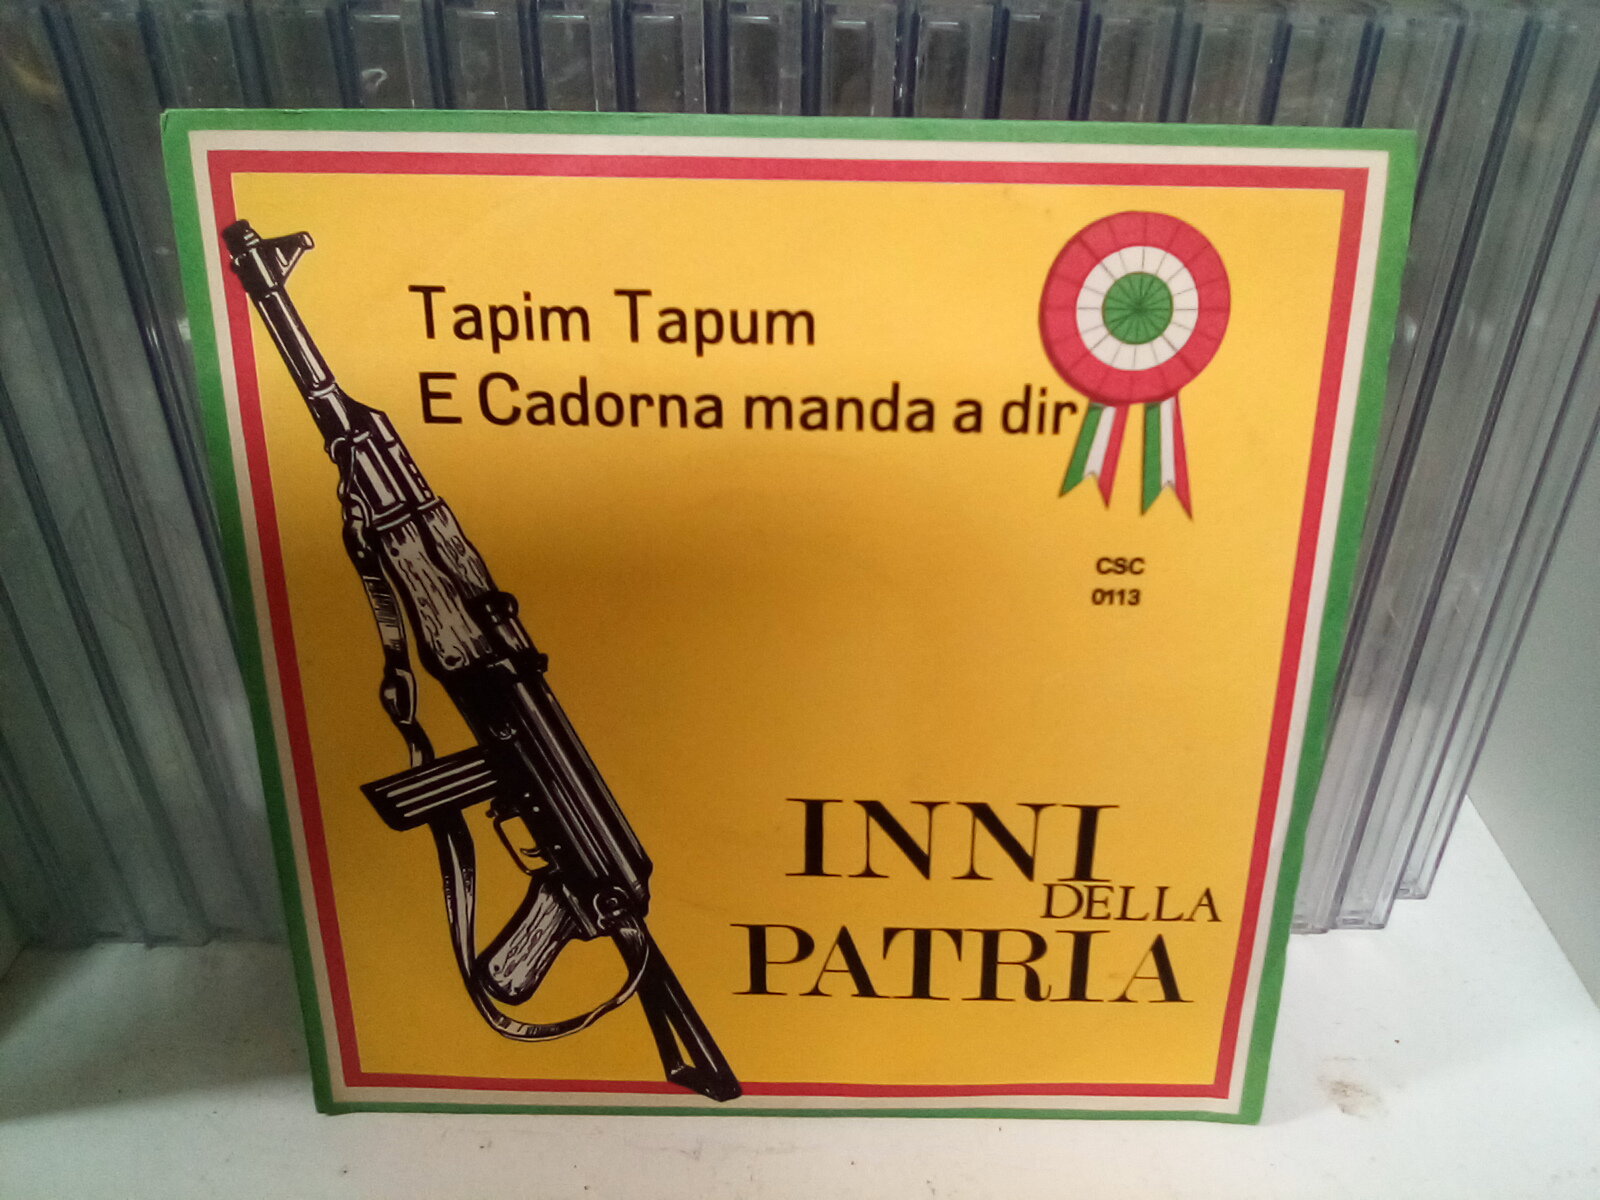 Tapim Tapum
E Cadorna manda a dir
CSC
0113
INNI
DELLA
PATRIA